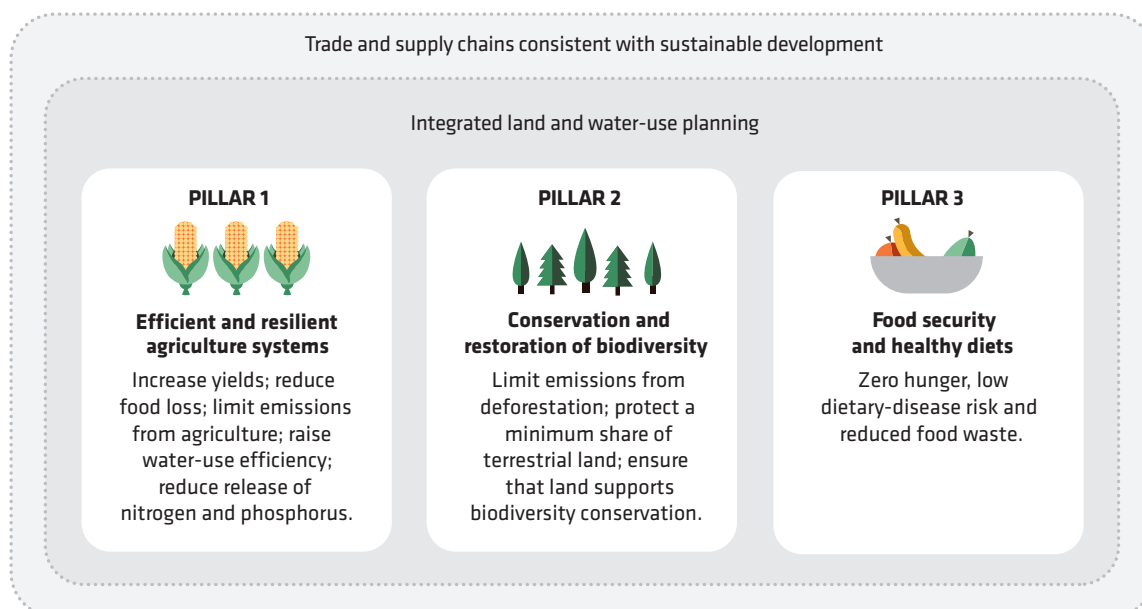 Trade and supply chains consistent with sustainable development
Integrated land and water-use planning
PILLAR 1
Efficient and resilient
agriculture systems
Increase yields; reduce
food loss; limit emissions
from agriculture; raise
water-use efficiency;
reduce release of
nitrogen and phosphorus.
PILLAR 2
Conservation and
restoration of biodiversity
Limit emissions from
deforestation; protect a
minimum share of
terrestrial land; ensure
that land supports
biodiversity conservation.
PILLAR 3
Food security
and healthy diets
Zero hunger, low
dietary-disease risk and
reduced food waste.